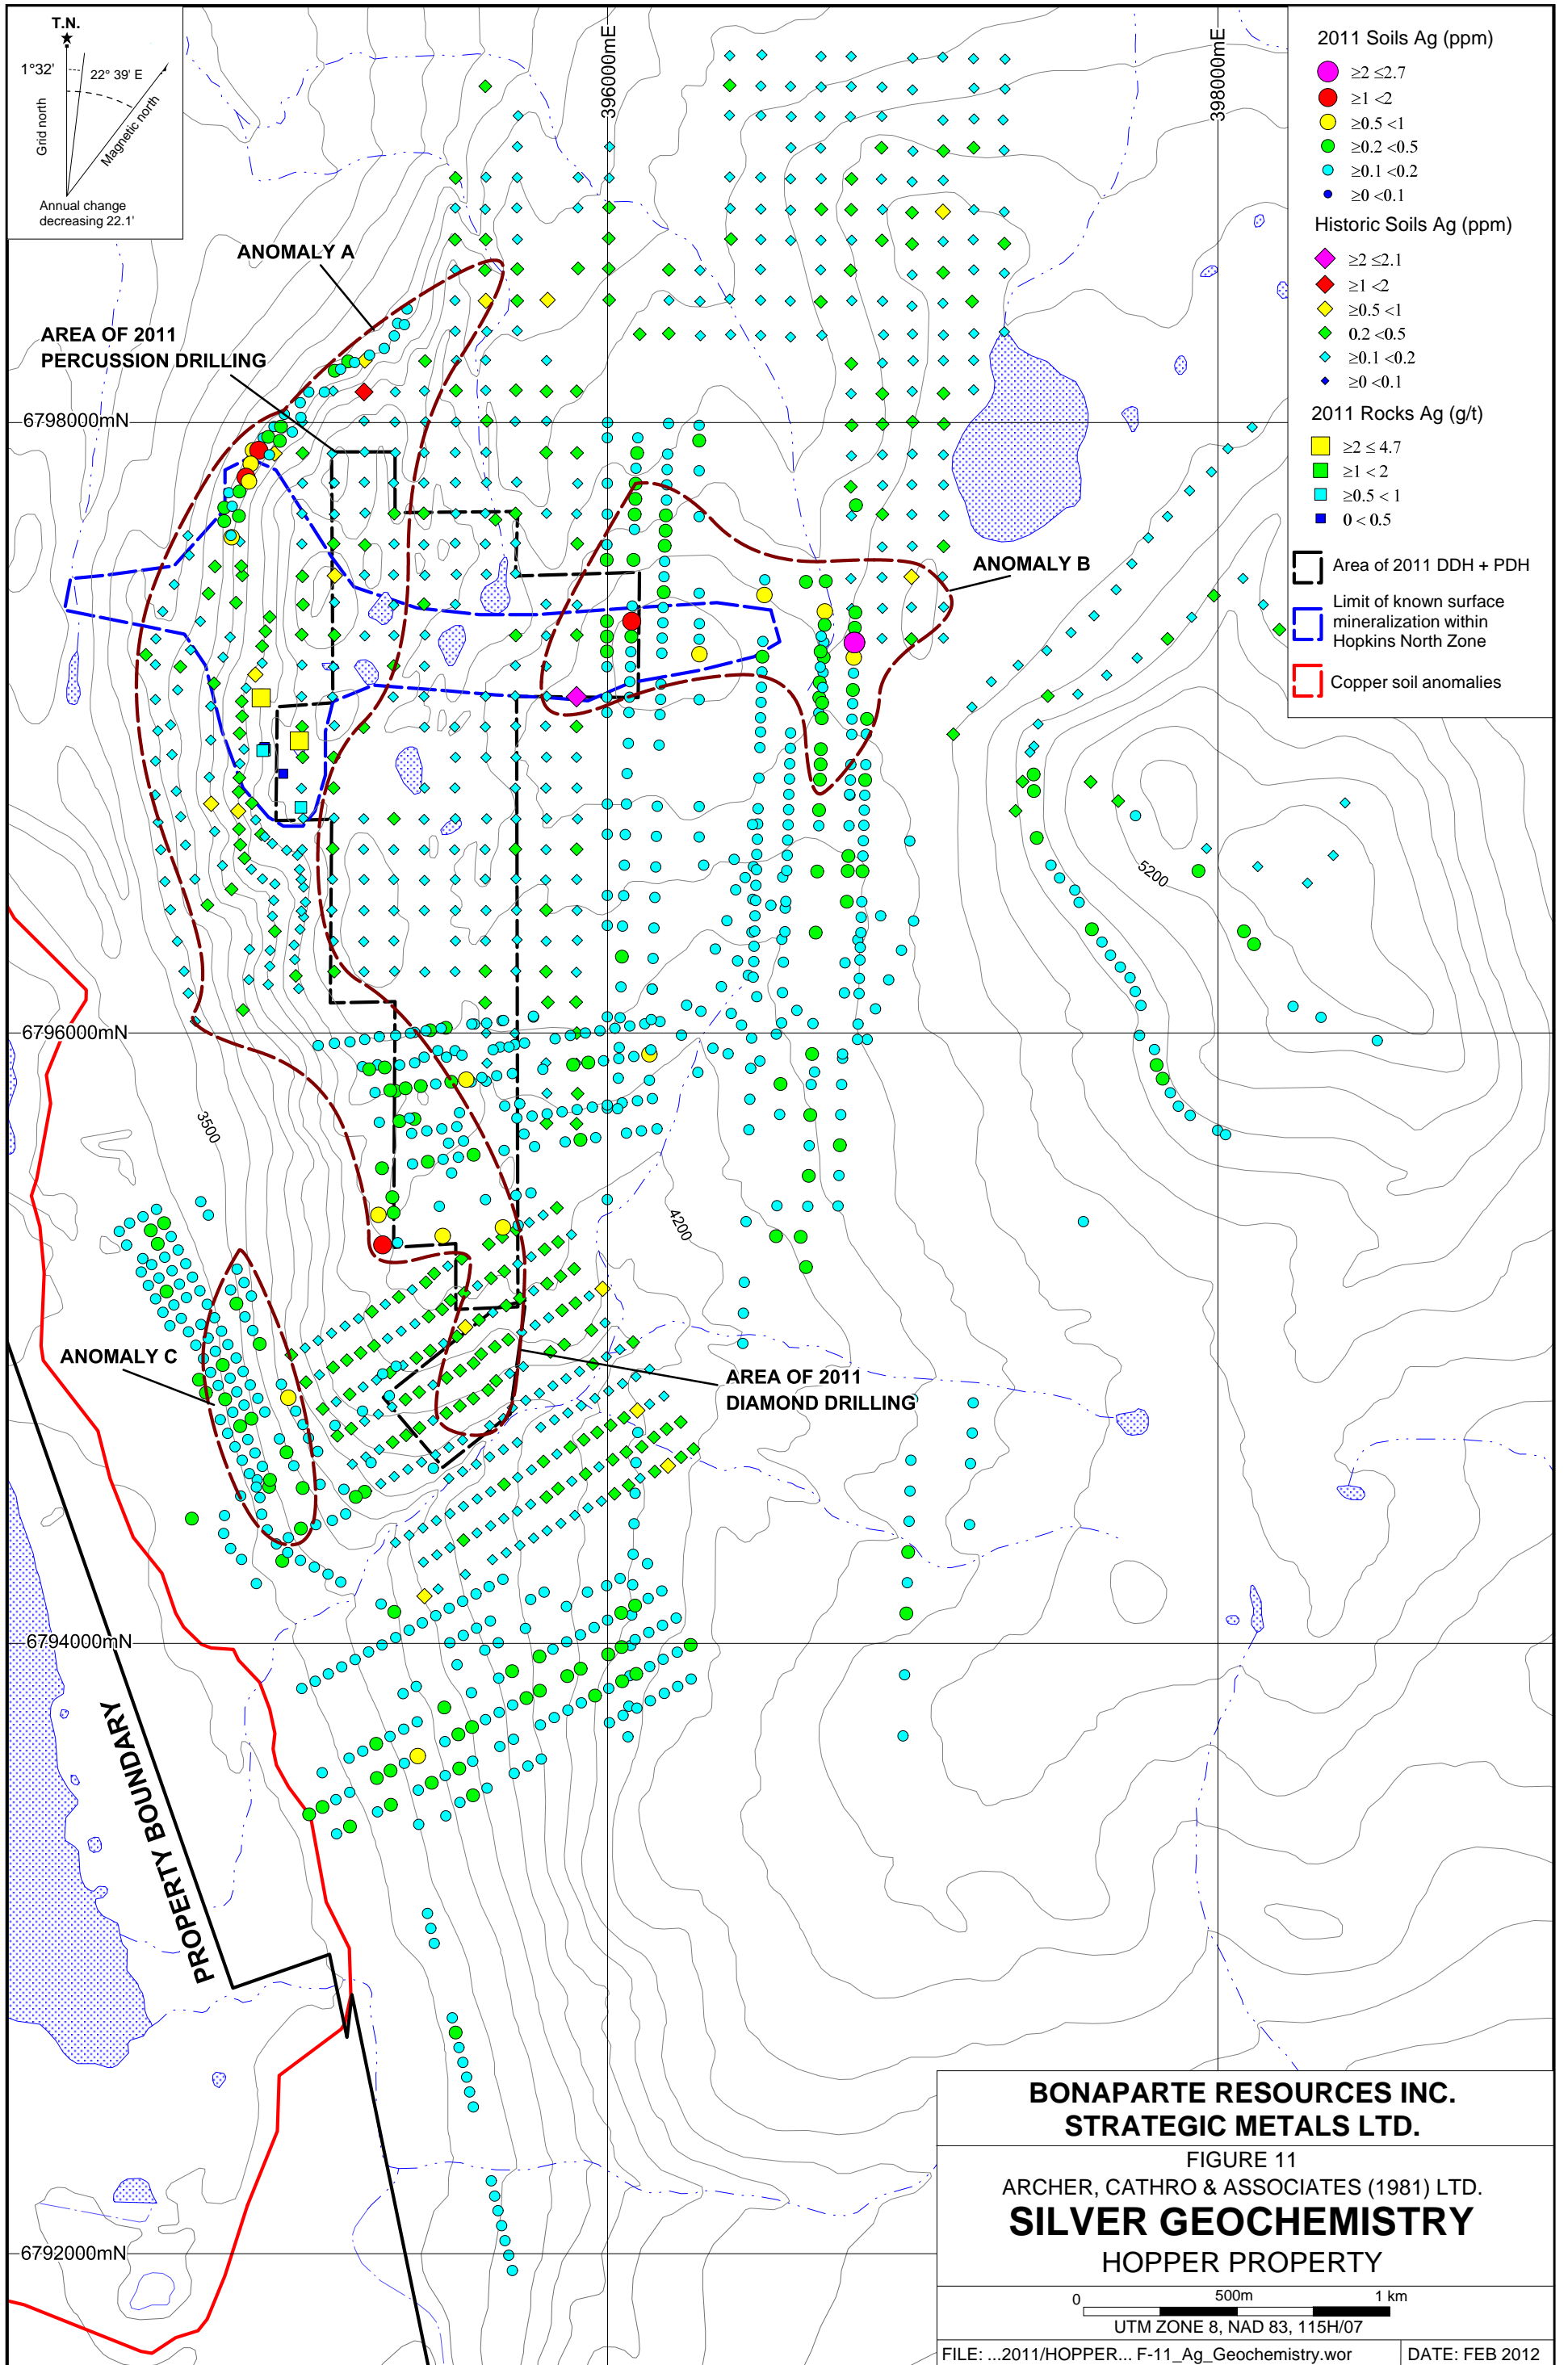 T.N.
1°32'
22° 39' E
Grid north
Magnetic north
Annual change
decreasing 22.1'
396000mE
398000mE
2011 Soils Ag (ppm)
≥2 ≤2.7
≥1 <2
≥0.5 <1
≥0.2 <0.5
≥0.1 <0.2
≥0 <0.1
Historic Soils Ag (ppm)
≥2 ≤2.1
≥1 <2
≥0.5 <1
0.2 <0.5
≥0.1 <0.2
≥0 <0.1
2011 Rocks Ag (g/t)
≥2 ≤ 4.7
≥1 < 2
≥0.5 < 1
0 < 0.5
Area of 2011 DDH + PDH
Limit of known surface
mineralization within
Hopkins North Zone
Copper soil anomalies
ANOMALY A
AREA OF 2011
PERCUSSION DRILLING
6798000mN
ANOMALY B
5200
6796000mN
3500
4200
ANOMALY C
AREA OF 2011
DIAMOND DRILLING
6794000mN
PROPERTY BOUNDARY
6792000mN
BONAPARTE RESOURCES INC.
STRATEGIC METALS LTD.
FIGURE 11
ARCHER, CATHRO & ASSOCIATES (1981) LTD.
SILVER GEOCHEMISTRY
HOPPER PROPERTY
0 500m 1 km
UTM ZONE 8, NAD 83, 115H/07
FILE: ...2011/HOPPER... F-11_Ag_Geochemistry.wor DATE: FEB 2012